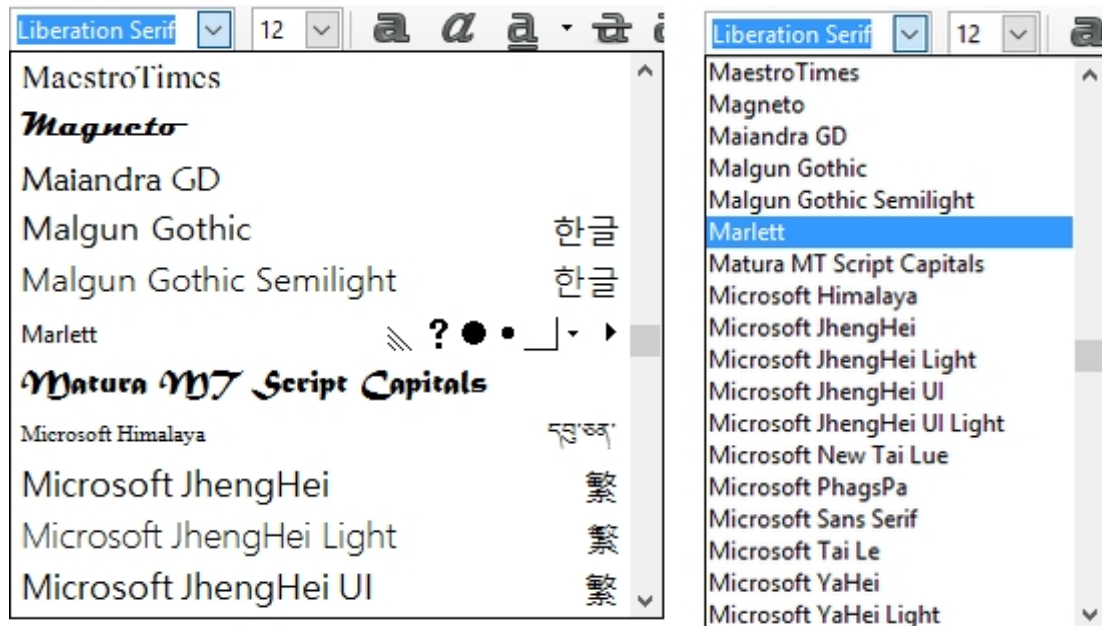 Liberation Serif 12 a a a a
MaestroTimes
Magneto
Maiandra GD
Malgun Gothic 한글
Malgun Gothic Semilight 한글
Marlett ?
Matura MT Script Capitals
Microsoft Himalaya དབུ་ཅན་
Microsoft JhengHei 繁
Microsoft JhengHei Light 繁
Microsoft JhengHei UI 繁
Liberation Serif 12 a
MaestroTimes
Magneto
Maiandra GD
Malgun Gothic
Malgun Gothic Semilight
Marlett
Matura MT Script Capitals
Microsoft Himalaya
Microsoft JhengHei
Microsoft JhengHei Light
Microsoft JhengHei UI
Microsoft JhengHei UI Light
Microsoft New Tai Lue
Microsoft PhagsPa
Microsoft Sans Serif
Microsoft Tai Le
Microsoft YaHei
Microsoft YaHei Light